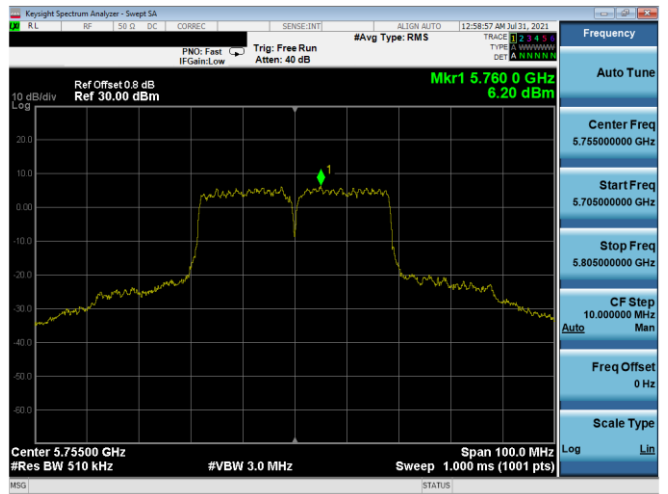 Keysight Spectrum Analyzer - Swept SA
RL RF 50 Ω DC CORREC SENSE:INT ALIGN AUTO 12:58:57 AM Jul 31, 2021
#Avg Type: RMS
TRACE 1 2 3 4 5 6
TYPE A WWWWW
DET A N N N N N
PNO: Fast
IFGain:Low
Trig: Free Run
Atten: 40 dB
Mkr1 5.760 0 GHz
6.20 dBm
Ref Offset 0.8 dB
Ref 30.00 dBm
10 dB/div
Log
20.0
10.0
0.00
-10.0
-20.0
-30.0
-40.0
-50.0
-60.0
1
Center 5.75500 GHz
#Res BW 510 kHz
#VBW 3.0 MHz
Span 100.0 MHz
Sweep 1.000 ms (1001 pts)
MSG
STATUS
Frequency
Auto Tune
Center Freq
5.755000000 GHz
Start Freq
5.705000000 GHz
Stop Freq
5.805000000 GHz
CF Step
10.000000 MHz
Auto Man
Freq Offset
0 Hz
Scale Type
Log Lin